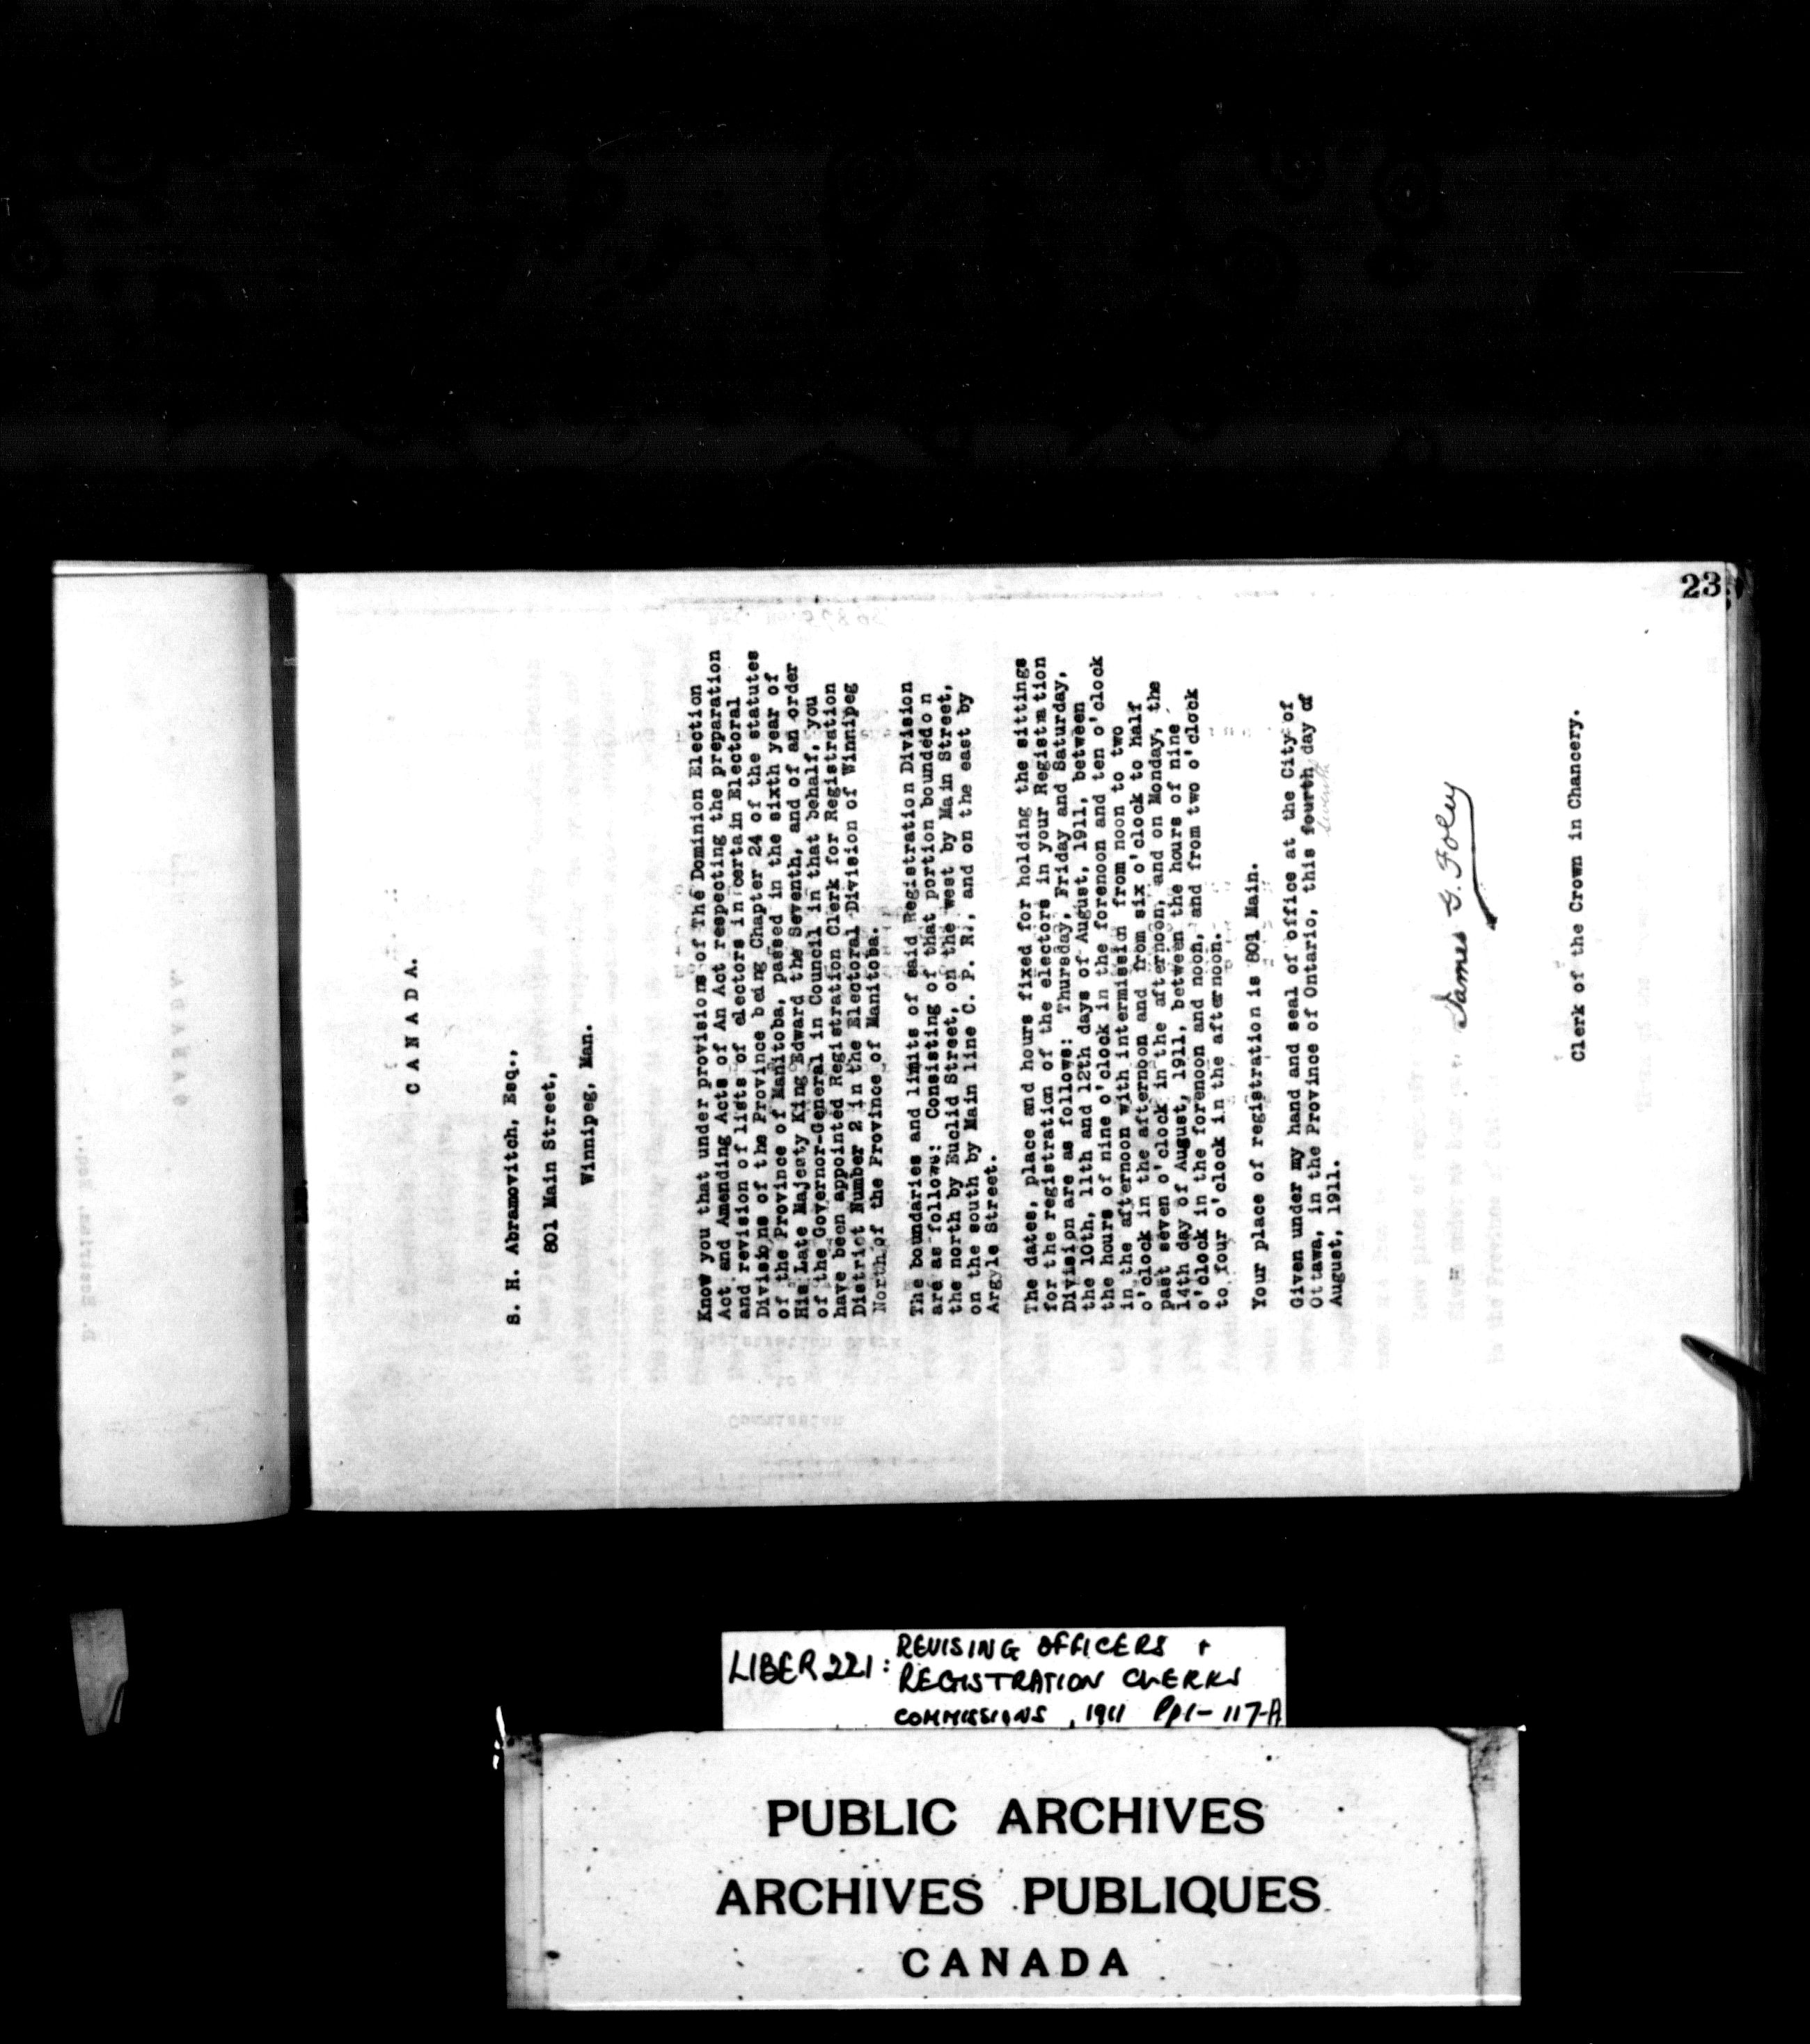 23
C A N A D A.
S. H. Abramovitch, Esq.,
801 Main Street,
Winnipeg, Man.
Know you that under provisions of The Dominion Election
Act and Amending Acts of An Act respecting the preparation
and revision of lists of electors in certain Electoral
Divisions of the Province being Chapter 24 of the statutes
of the Province of Manitoba, passed in the sixth year of
His Late Majesty King Edward the Seventh, and of an order
of the Governor-General in Council in that behalf, you
have been appointed Registration Clerk for Registration
District Number 2 in the Electoral Division of Winnipeg
North of the Province of Manitoba.
The boundaries and limits of said Registration Division
are as follows: Consisting of that portion bounded on
the north by Euclid Street, on the west by Main Street,
on the south by Main line C. P. R., and on the east by
Argyle Street.
The dates, place and hours fixed for holding the sittings
for the registration of the electors in your Registration
Division are as follows: Thursday, Friday and Saturday,
the 10th, 11th and 12th days of August, 1911, between
the hours of nine o'clock in the forenoon and ten o'clock
in the afternoon with intermission from noon to two
o'clock in the afternoon and from six o'clock to half
past seven o'clock in the afternoon, and on Monday, the
14th day of August, 1911, between the hours of nine
o'clock in the forenoon and noon, and from two o'clock
to four o'clock in the afternoon.
Your place of registration is 801 Main.
Given under my hand and seal of office at the City of
Ottawa, in the Province of Ontario, this fourth day of
seventh
August, 1911.
James G. Foley
Clerk of the Crown in Chancery.
LIBER 221: REVISING OFFICERS +
REGISTRATION CLERKS
COMMISSIONS, 1911 Pp1-117-A
PUBLIC ARCHIVES
ARCHIVES PUBLIQUES
CANADA